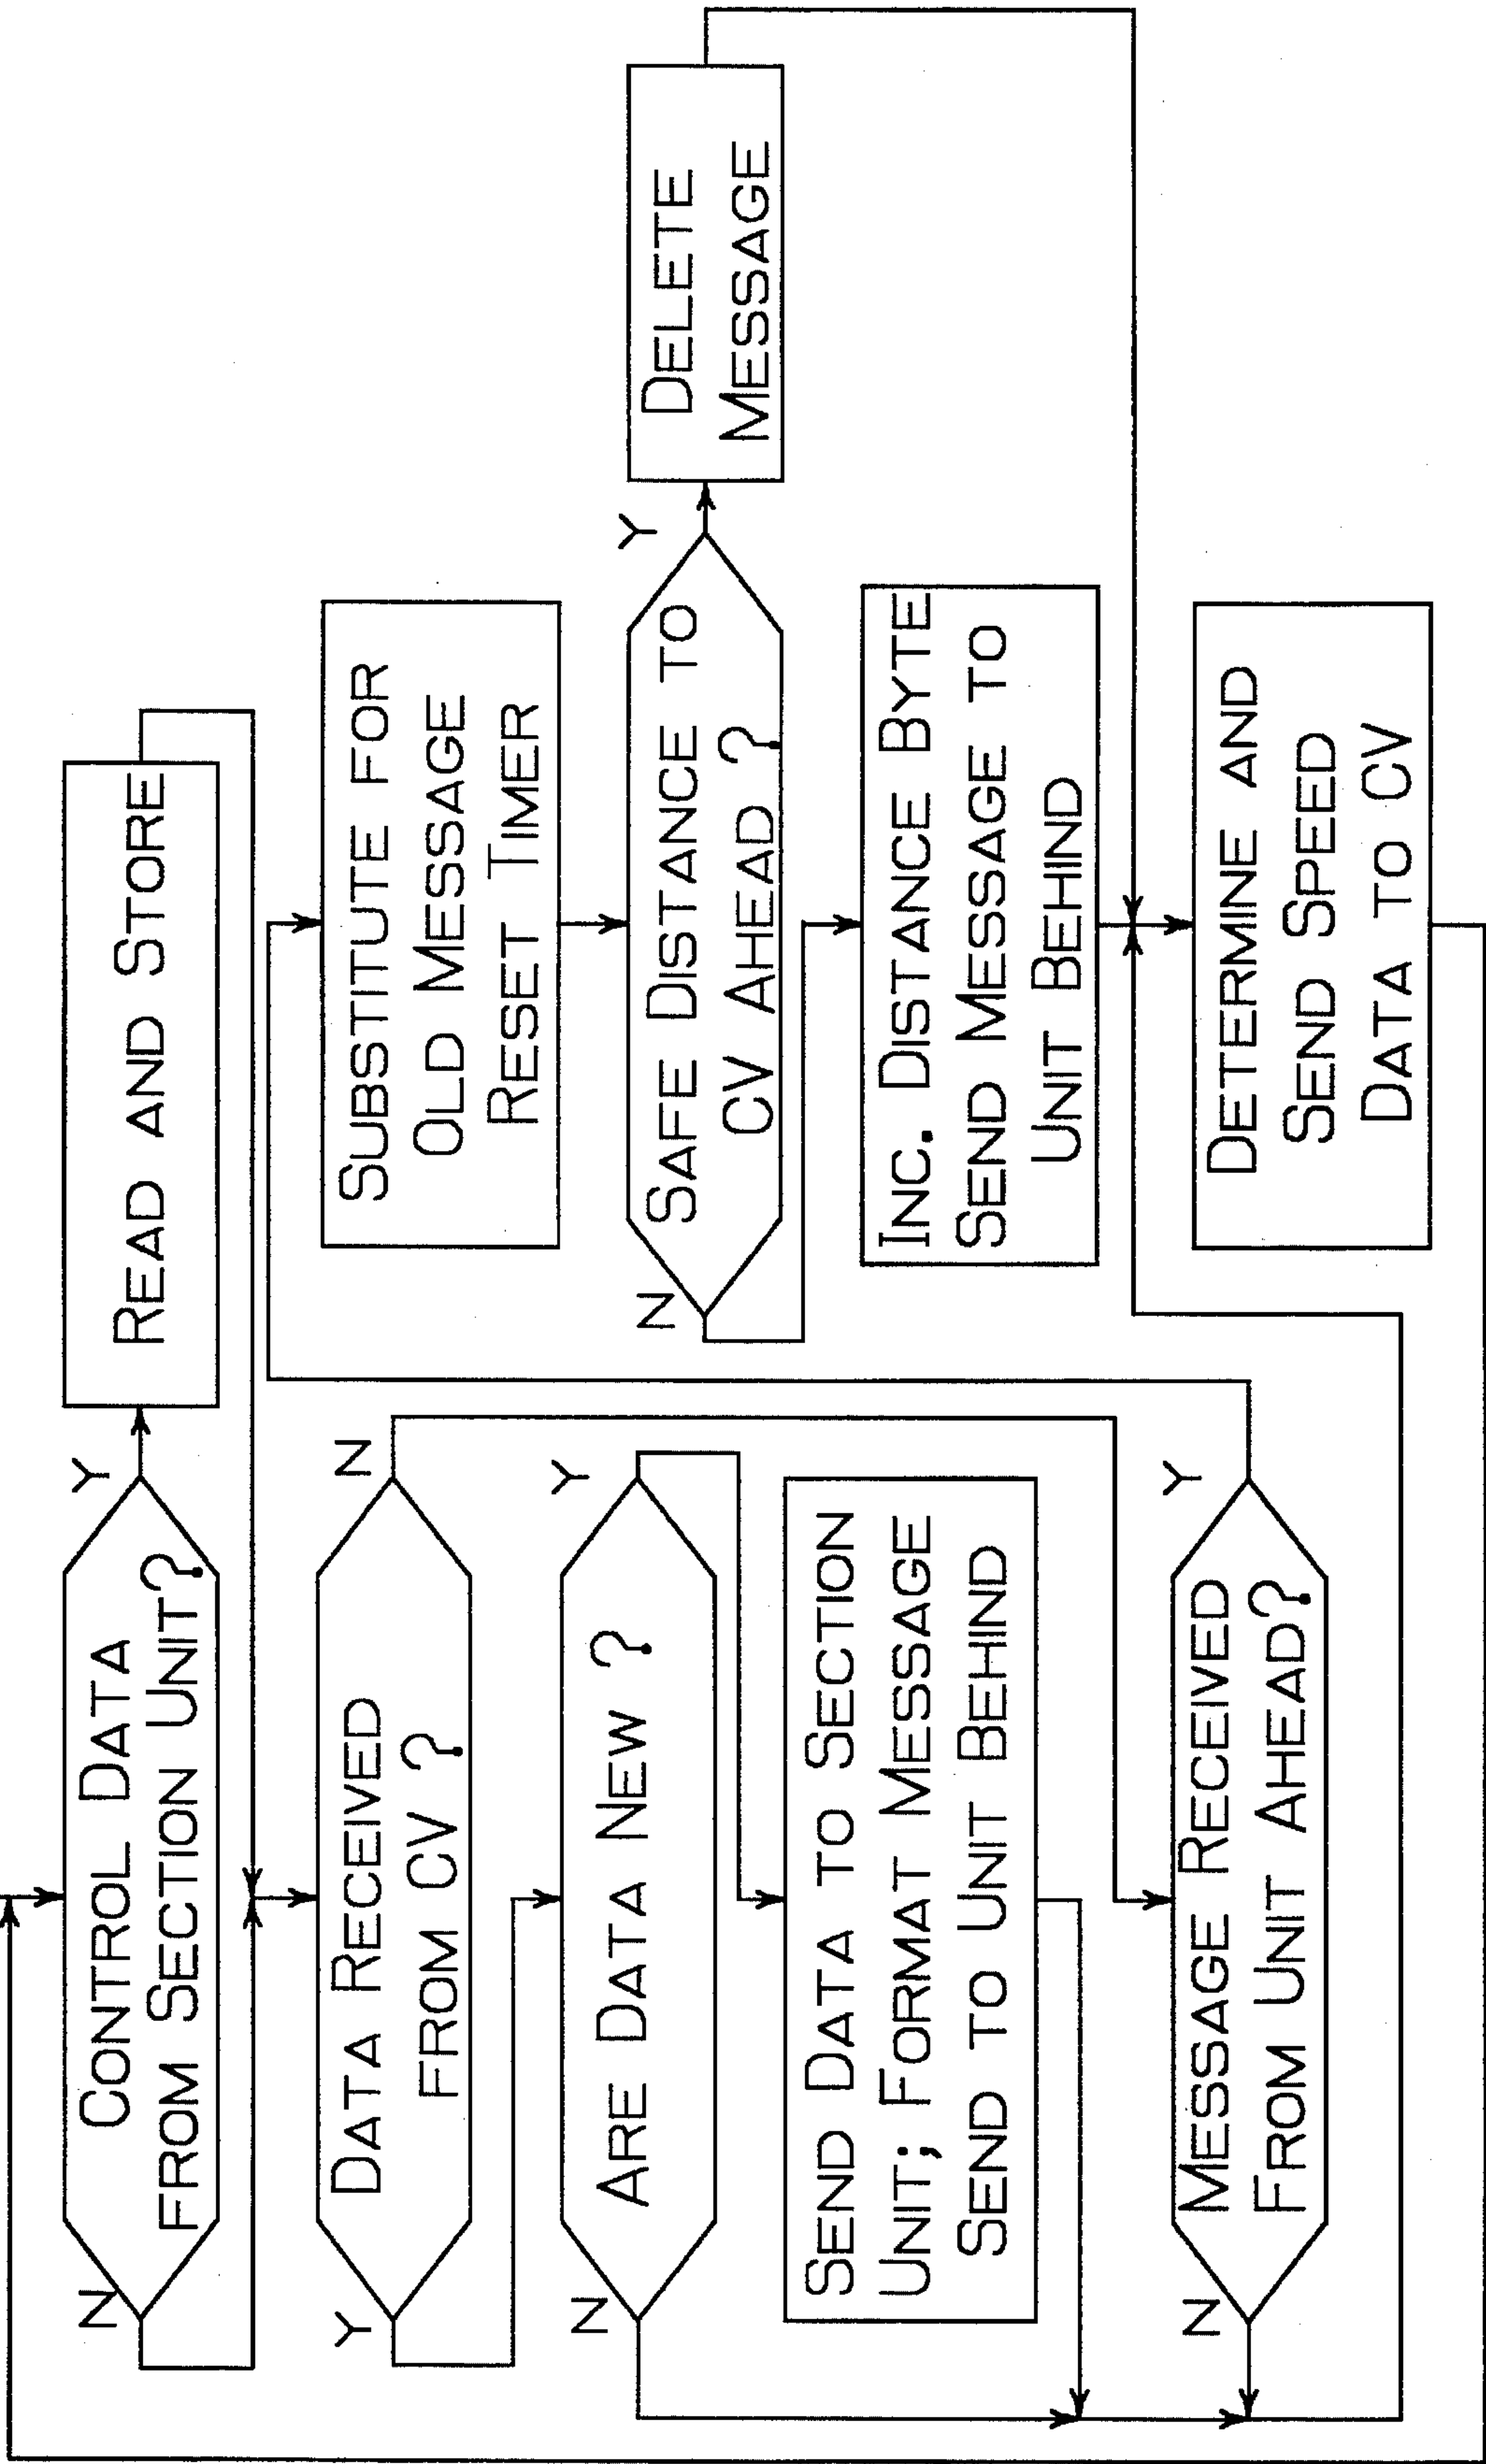 N
CONTROL DATA
FROM SECTION UNIT?
Y
READ AND STORE
Y
DATA RECEIVED
FROM CV ?
N
N
ARE DATA NEW ?
Y
SEND DATA TO SECTION
UNIT; FORMAT MESSAGE
SEND TO UNIT BEHIND
N
MESSAGE RECEIVED
FROM UNIT AHEAD?
Y
SUBSTITUTE FOR
OLD MESSAGE
RESET TIMER
N
SAFE DISTANCE TO
CV AHEAD ?
Y
DELETE
MESSAGE
INC. DISTANCE BYTE
SEND MESSAGE TO
UNIT BEHIND
DETERMINE AND
SEND SPEED
DATA TO CV